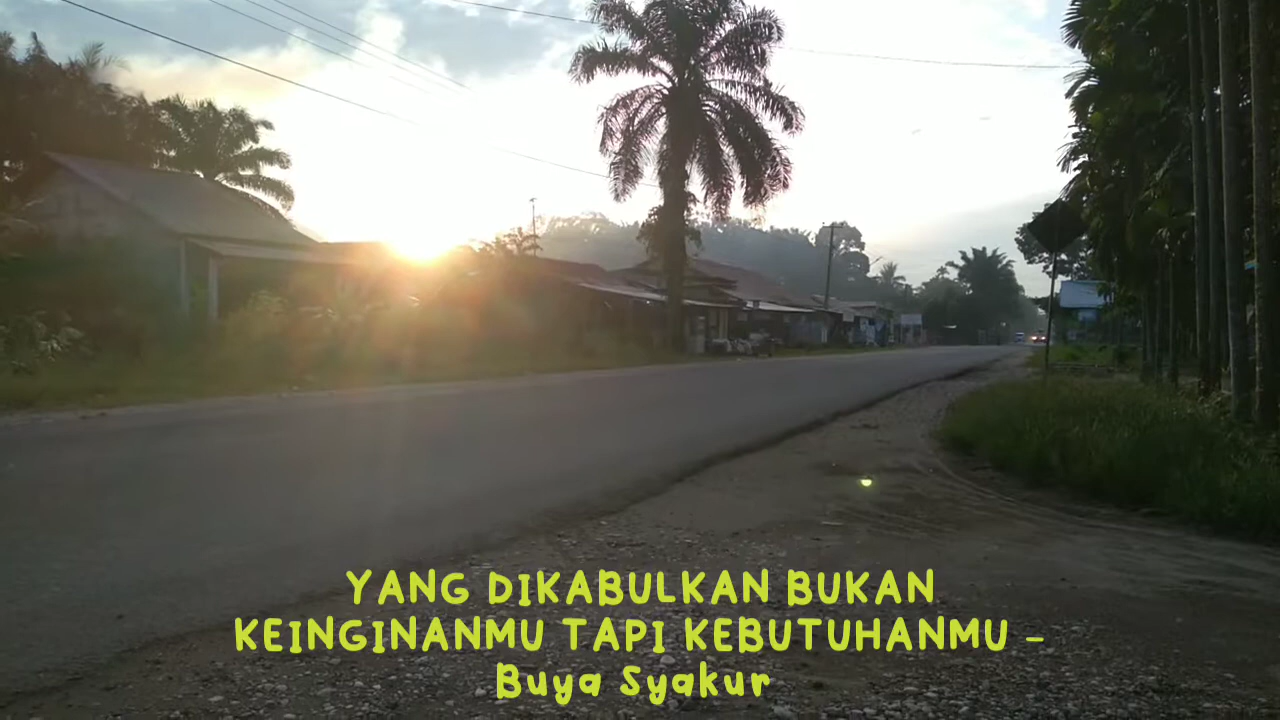 YANG DIKABULKAN BUKAN
KEINGINANMU TAPI KEBUTUHANMU -
Buya Syakur